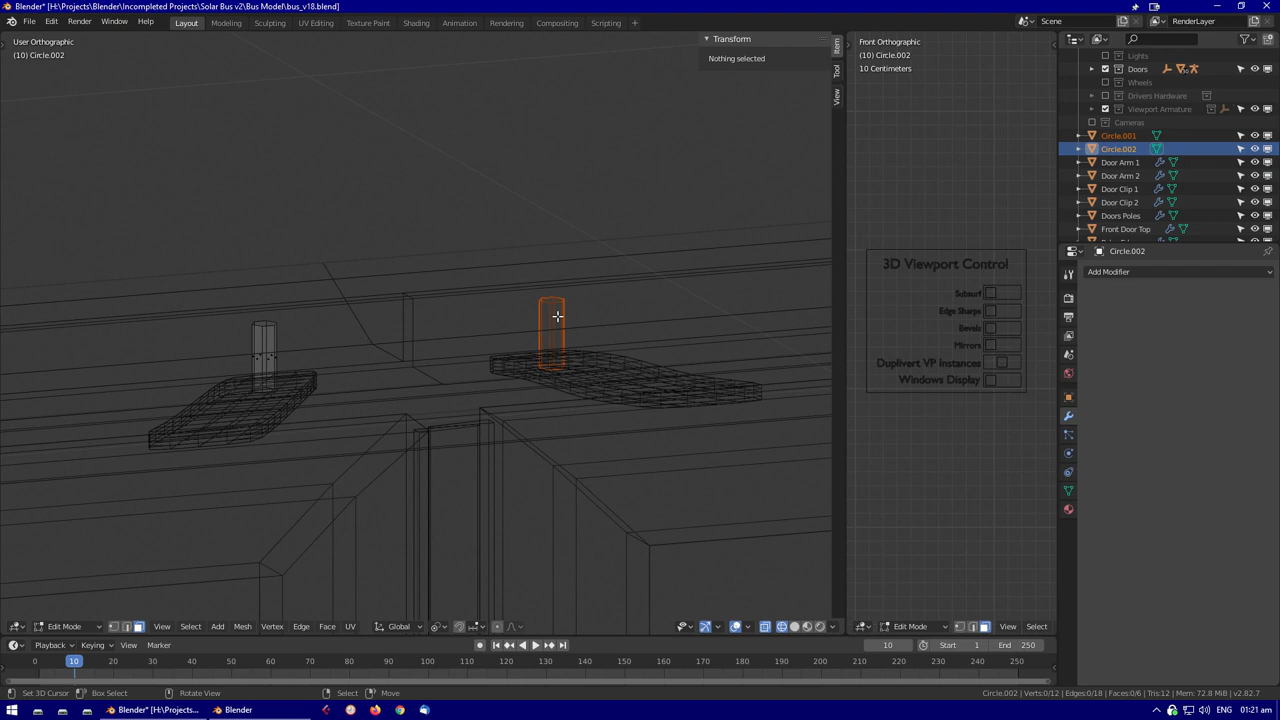 Blender* [H:\Projects\Blender\Incompleted Projects\Solar Bus v2\Bus Model\bus_v18.blend]
File Edit Render Window Help Layout Modeling Sculpting UV Editing Texture Paint Shading Animation Rendering Compositing Scripting + Scene RenderLayer
User Orthographic
(10) Circle.002
Transform
Nothing selected
Item
Tool
View
Front Orthographic
(10) Circle.002
10 Centimeters
3D Viewport Control
Subsurf
Edge Sharps
Bevels
Mirrors
Duplivert VP Instances
Windows Display
Lights
Doors
Wheels
Drivers Hardware
Viewport Armature
Cameras
Circle.001
Circle.002
Door Arm 1
Door Arm 2
Door Clip 1
Door Clip 2
Doors Poles
Front Door Top
Circle.002
Add Modifier
Edit Mode View Select Add Mesh Vertex Edge Face UV Global
Edit Mode View Select
Playback Keying View Marker 10 Start 1 End 250
0 10 20 30 40 50 60 70 80 90 100 110 120 130 140 150 160 170 180 190 200 210 220 230 240 250
Set 3D Cursor Box Select Rotate View Select Move Circle.002 | Verts:0/12 | Edges:0/18 | Faces:0/6 | Tris:12 | Mem: 72.8 MiB | v2.82.7
Blender* [H:\Projects... Blender ENG 01:21 am